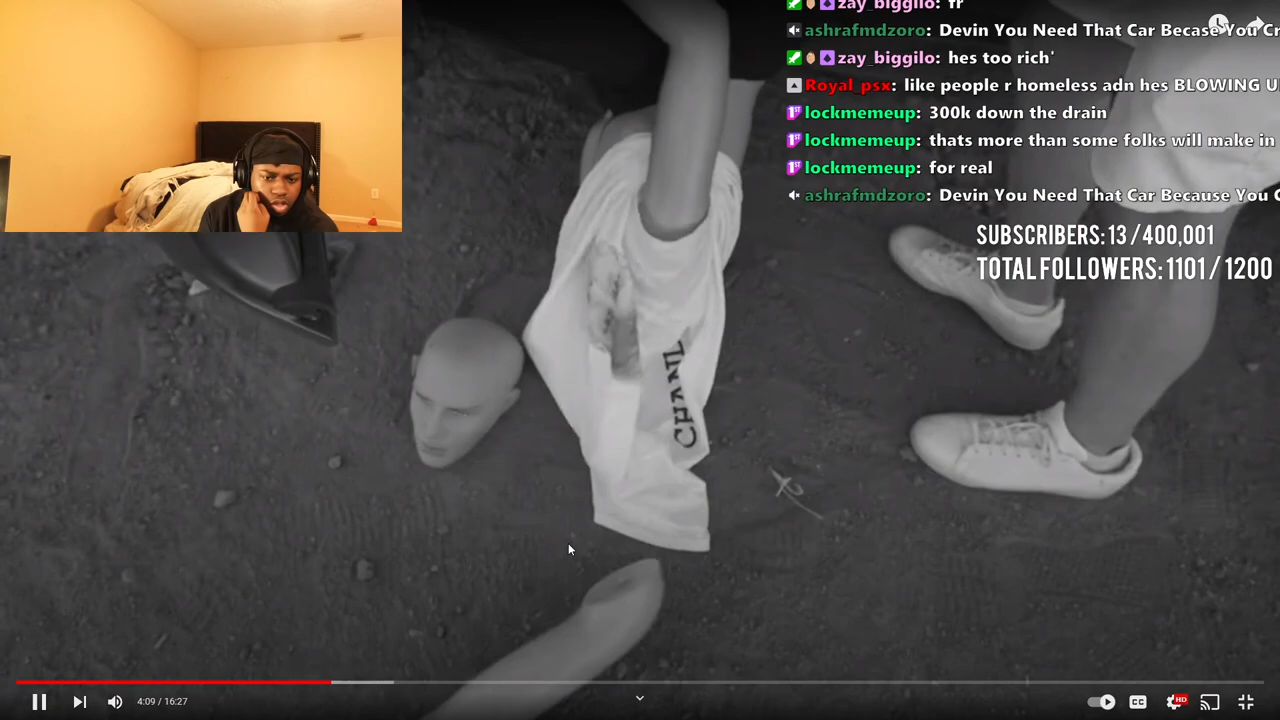 zay_biggilo: fr
ashrafmdzoro: Devin You Need That Car Becase You Cr
zay_biggilo: hes too rich'
Royal_psx: like people r homeless adn hes BLOWING U
lockmemeup: 300k down the drain
lockmemeup: thats more than some folks will make in
lockmemeup: for real
ashrafmdzoro: Devin You Need That Car Because You C
SUBSCRIBERS: 13 / 400,001
TOTAL FOLLOWERS: 1101 / 1200
CHANEL
4:09 / 16:27
CC
HD